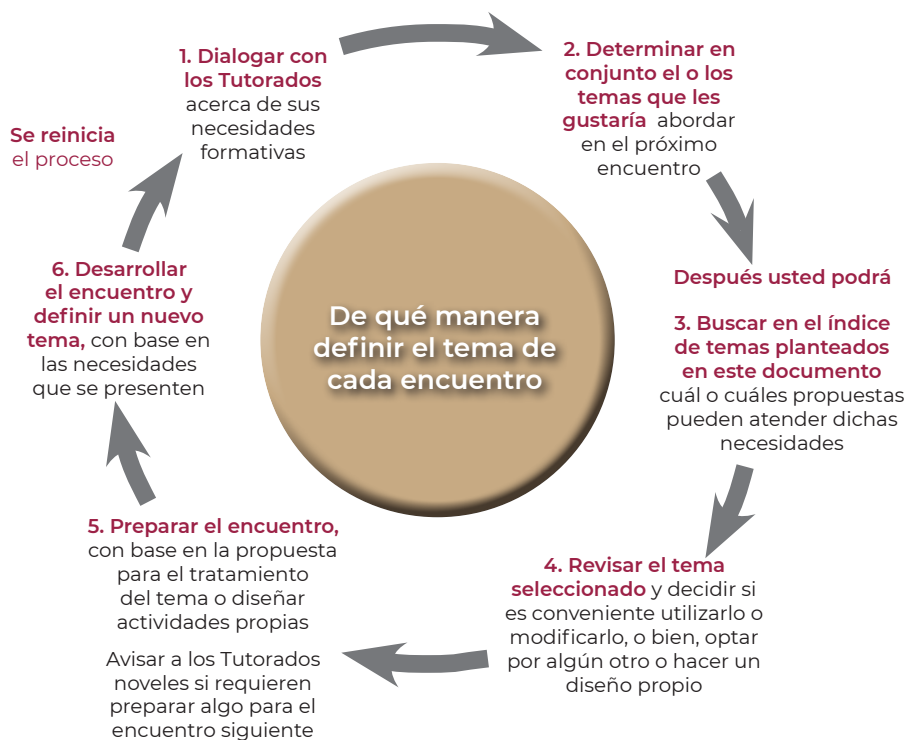 De qué manera
definir el tema de
cada encuentro
1. Dialogar con
los Tutorados
acerca de sus
necesidades
formativas
2. Determinar en
conjunto el o los
temas que les
gustaría abordar
en el próximo
encuentro
Después usted podrá
3. Buscar en el índice
de temas planteados
en este documento
cuál o cuáles propuestas
pueden atender dichas
necesidades
4. Revisar el tema
seleccionado y decidir si
es conveniente utilizarlo o
modificarlo, o bien, optar
por algún otro o hacer un
diseño propio
5. Preparar el encuentro,
con base en la propuesta
para el tratamiento
del tema o diseñar
actividades propias
Avisar a los Tutorados
noveles si requieren
preparar algo para el
encuentro siguiente
6. Desarrollar
el encuentro y
definir un nuevo
tema, con base en
las necesidades
que se presenten
Se reinicia
el proceso